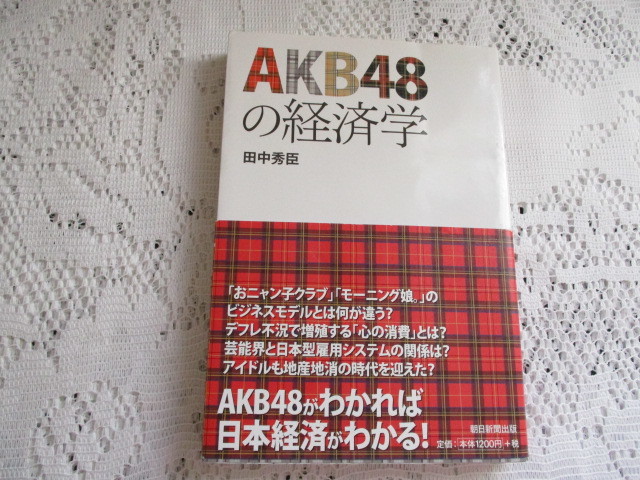 AKB48
の経済学
田中秀臣
「おニャン子クラブ」「モーニング娘。」の
ビジネスモデルとは何が違う?
デフレ不況で増殖する「心の消費」とは?
芸能界と日本型雇用システムの関係は?
アイドルも地産地消の時代を迎えた?
AKB48がわかれば
日本経済がわかる!
朝日新聞出版
定価:本体1200円+税